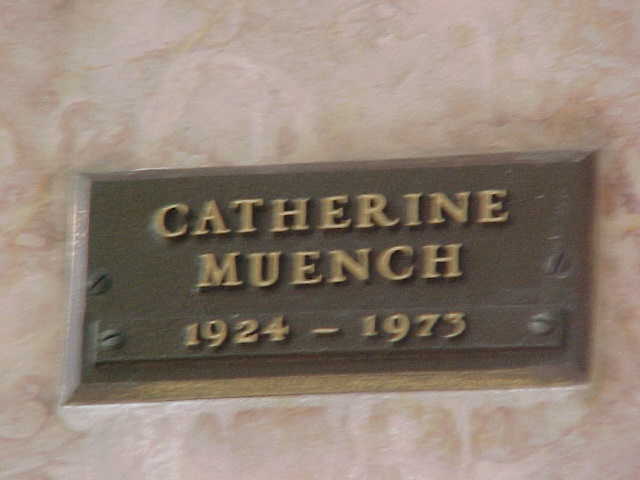 CATHERINE
MUENCH
1924 – 1973